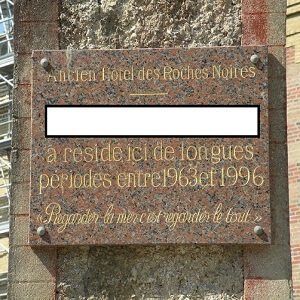 Ancien Hôtel des Roches Noires
a résidé ici de longues
périodes entre 1963 et 1996
«Regarder la mer c'est regarder le tout.»